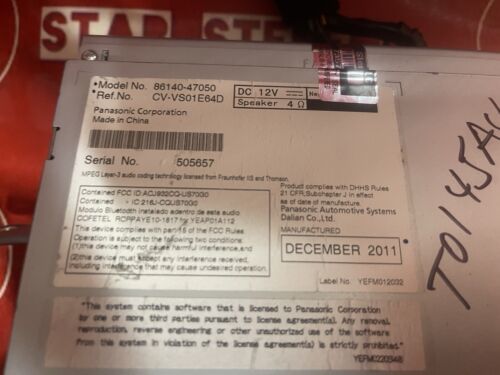 STAR
Model No. 86140-47050
Ref.No. CV-VS01E64D
DC 12V
Speaker 4 Ω
Panasonic Corporation
Made in China
Serial No. 505657
MPEG Layer-3 audio coding technology licensed from Fraunhofer IIS and Thomson.
Contained FCC ID:ACJ932CQ-US70G0
Contained IC:216J-CQUS70G0
Modulo Bluetooth instalado adentro de esta audio
COFETEL RCPPAYE10-1817 for YEAP01A112
This device complies with part 15 of the FCC Rules
Operation is subject to the following two conditions:
(1)this device may not cause harmful interference,and
(2)this device must accept any interference received,
including interference that may cause undesired operation.
Product complies with DHHS Rules
21 CFR,Subchapter J in effect
as of date of manufacture.
Panasonic Automotive Systems
Dalian Co.,Ltd.
MANUFACTURED
DECEMBER 2011
Label No. YEFM012032
"This system contains software that is licensed to Panasonic Corporation
by one or more third parties pursuant to license agreement(s). Any removal,
reproduction, reverse engineering or other unauthorized use of the software
from this system in violation of the license agreement(s) is strictly prohibited."
YEFM0220348